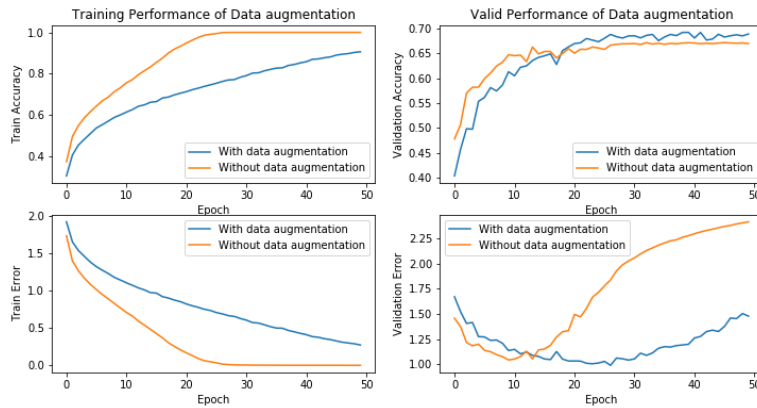 Training Performance of Data augmentation
Train Accuracy
1.0
0.8
0.6
0.4
With data augmentation
Without data augmentation
0 10 20 30 40 50
Epoch
Valid Performance of Data augmentation
Validation Accuracy
0.70
0.65
0.60
0.55
0.50
0.45
0.40
With data augmentation
Without data augmentation
0 10 20 30 40 50
Epoch
Train Error
2.0
1.5
1.0
0.5
0.0
With data augmentation
Without data augmentation
0 10 20 30 40 50
Epoch
Validation Error
2.25
2.00
1.75
1.50
1.25
1.00
With data augmentation
Without data augmentation
0 10 20 30 40 50
Epoch